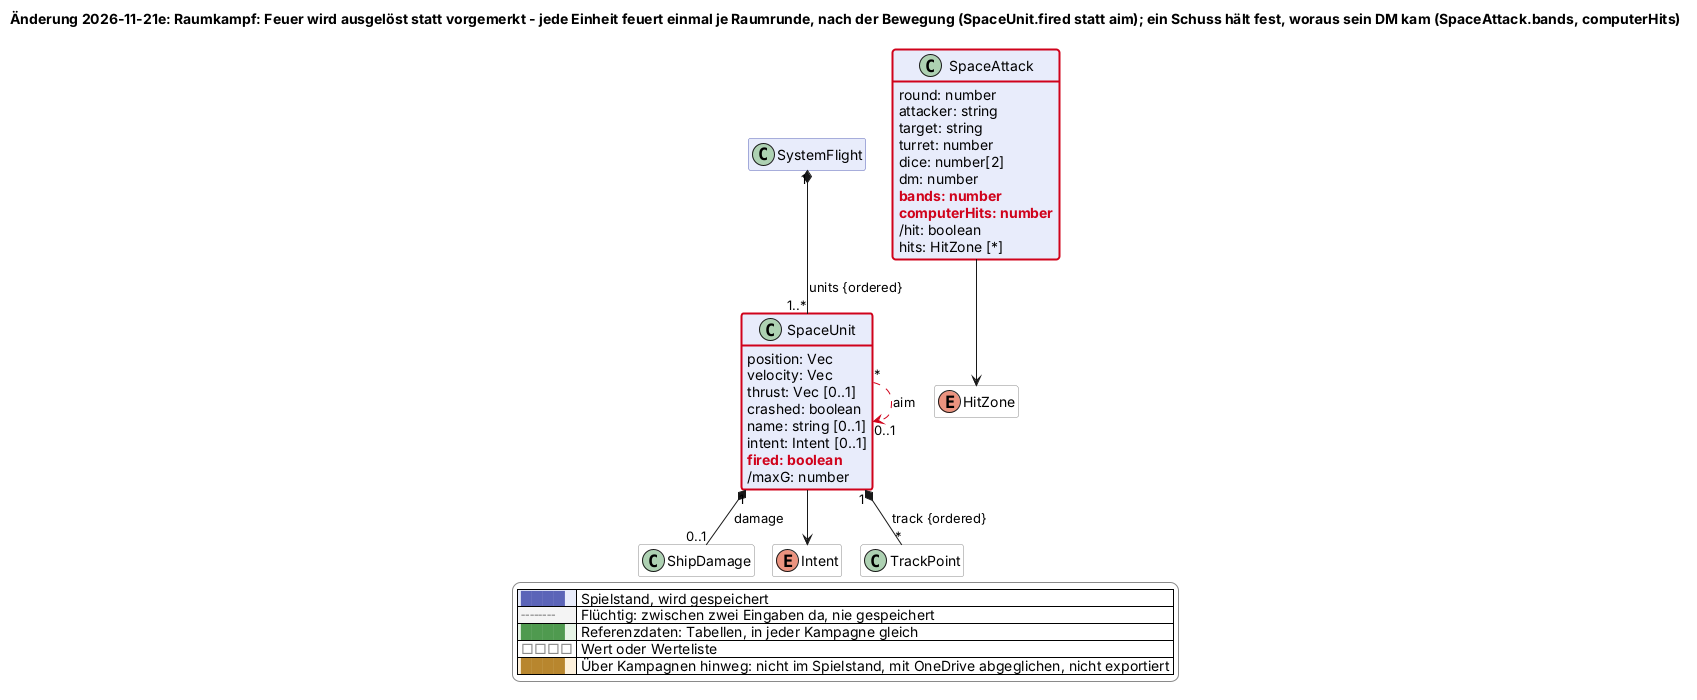 Änderung 2026-11-21e: Raumkampf: Feuer wird ausgelöst statt vorgemerkt - jede Einheit feuert einmal je Raumrunde, nach der Bewegung (SpaceUnit.fired statt aim); ein Schuss hält fest, woraus sein DM kam (SpaceAttack.bands, computerHits)
C SpaceAttack
round: number
attacker: string
target: string
turret: number
dice: number[2]
dm: number
bands: number
computerHits: number
/hit: boolean
hits: HitZone [*]
C SystemFlight
1
units {ordered}
1..*
C SpaceUnit
position: Vec
velocity: Vec
thrust: Vec [0..1]
crashed: boolean
name: string [0..1]
intent: Intent [0..1]
fired: boolean
/maxG: number
*
aim
0..1
E HitZone
1
damage
0..1
1
track {ordered}
*
C ShipDamage
E Intent
C TrackPoint
Spielstand, wird gespeichert
Flüchtig: zwischen zwei Eingaben da, nie gespeichert
Referenzdaten: Tabellen, in jeder Kampagne gleich
Wert oder Werteliste
Über Kampagnen hinweg: nicht im Spielstand, mit OneDrive abgeglichen, nicht exportiert